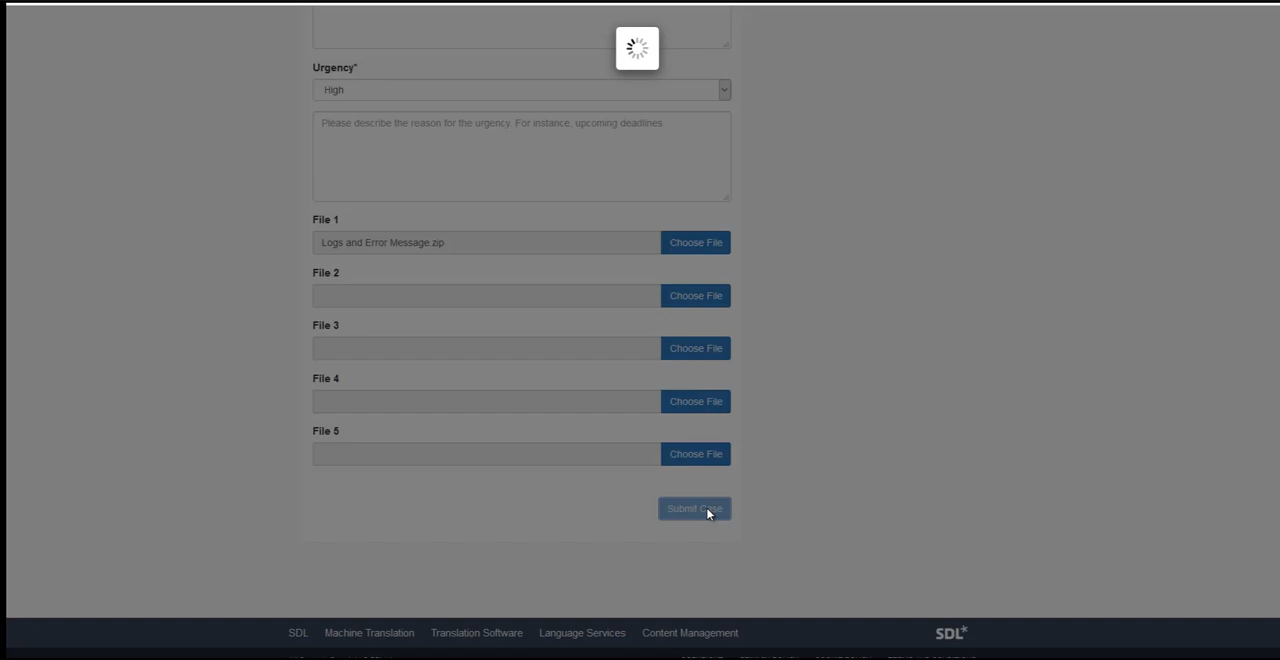 Urgency*
High
Please describe the reason for the urgency. For instance, upcoming deadlines.
File 1
Logs and Error Message.zip Choose File
File 2
Choose File
File 3
Choose File
File 4
Choose File
File 5
Choose File
Submit Case
SDL Machine Translation Translation Software Language Services Content Management SDL*